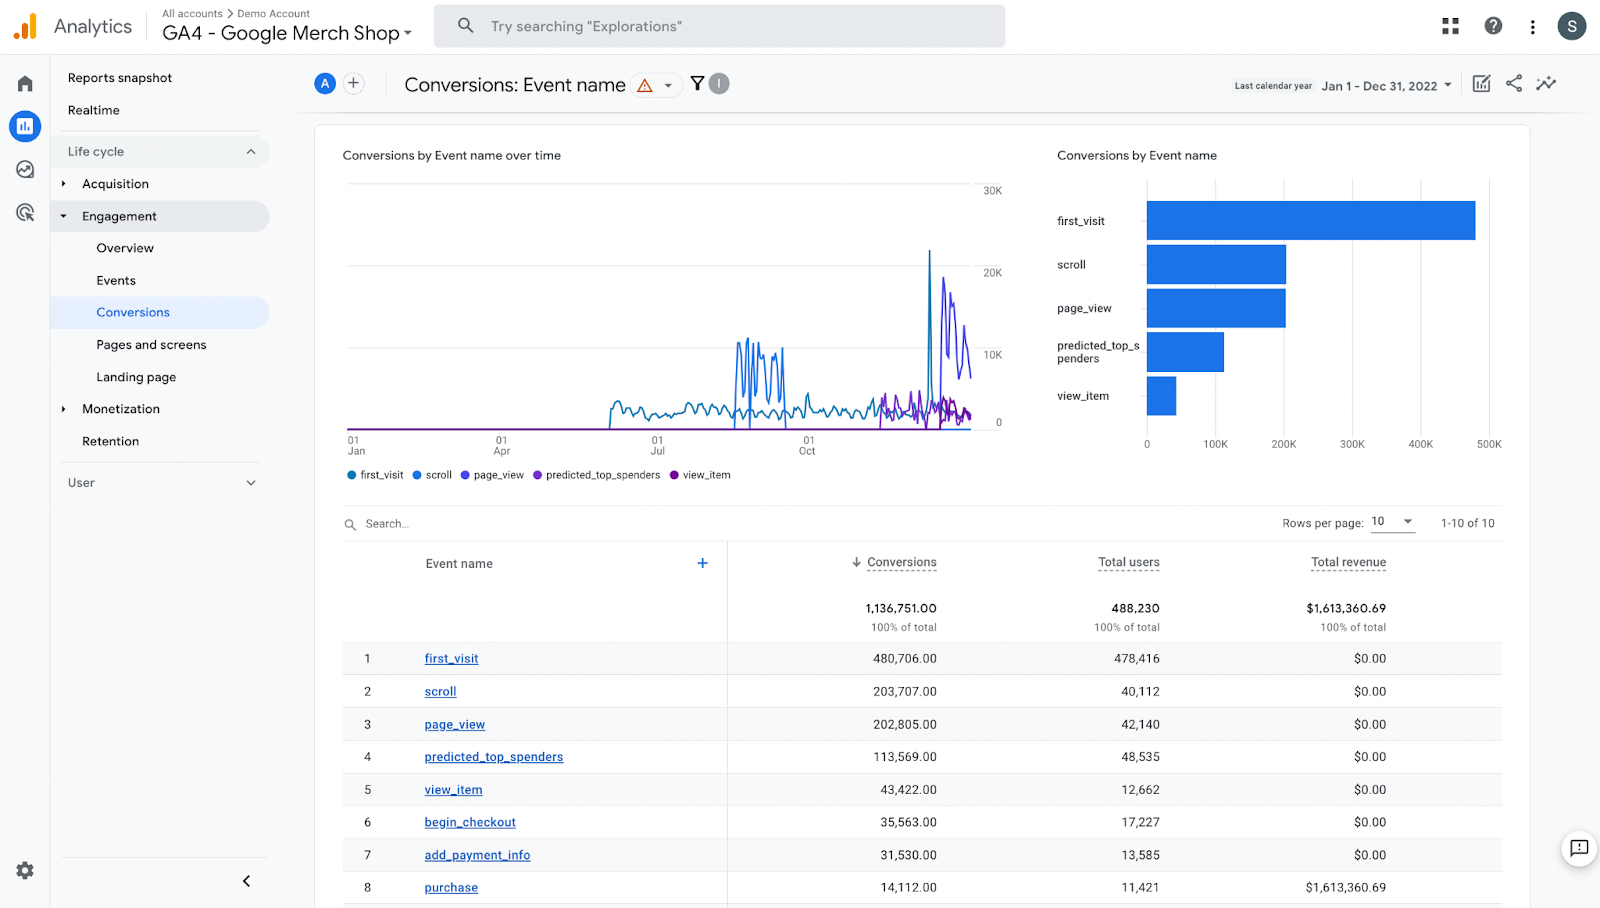 Analytics
All accounts > Demo Account
GA4 - Google Merch Shop
Try searching "Explorations"
S
Reports snapshot
Realtime
Life cycle
Acquisition
Engagement
Overview
Events
Conversions
Pages and screens
Landing page
Monetization
Retention
User
A
Conversions: Event name
I
Last calendar year Jan 1 - Dec 31, 2022
Conversions by Event name over time
30K
20K
10K
0
01 Jan
01 Apr
01 Jul
01 Oct
first_visit scroll page_view predicted_top_spenders view_item
Conversions by Event name
first_visit
scroll
page_view
predicted_top_s
penders
view_item
0 100K 200K 300K 400K 500K
Search...
Rows per page: 10 1-10 of 10
Event name + Conversions Total users Total revenue
1,136,751.00 488,230 $1,613,360.69
100% of total 100% of total 100% of total
1 first_visit 480,706.00 478,416 $0.00
2 scroll 203,707.00 40,112 $0.00
3 page_view 202,805.00 42,140 $0.00
4 predicted_top_spenders 113,569.00 48,535 $0.00
5 view_item 43,422.00 12,662 $0.00
6 begin_checkout 35,563.00 17,227 $0.00
7 add_payment_info 31,530.00 13,585 $0.00
8 purchase 14,112.00 11,421 $1,613,360.69